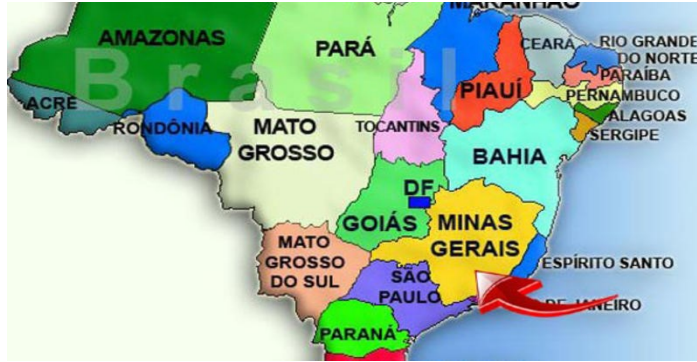 MARANHÃO
AMAZONAS
PARÁ
CEARÁ
RIO GRANDE
DO NORTE
Brasil
PIAUÍ
PARAÍBA
ACRE
PERNAMBUCO
RONDÔNIA
MATO
GROSSO
TOCANTINS
ALAGOAS
SERGIPE
BAHIA
DF
GOIÁS
MINAS
GERAIS
MATO
GROSSO
DO SUL
SÃO
PAULO
ESPÍRITO SANTO
DE JANEIRO
PARANÁ